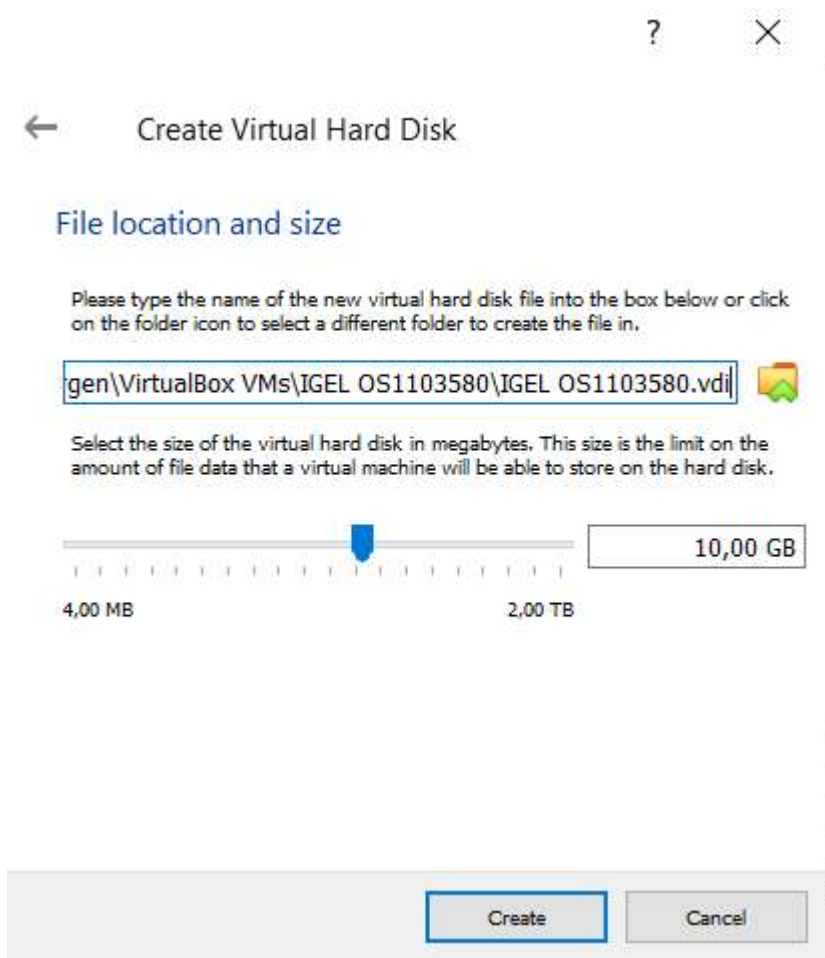 ?
Create Virtual Hard Disk
File location and size
Please type the name of the new virtual hard disk file into the box below or click
on the folder icon to select a different folder to create the file in.
gen\VirtualBox VMs\IGEL OS1103580\IGEL OS1103580.vdi
Select the size of the virtual hard disk in megabytes. This size is the limit on the
amount of file data that a virtual machine will be able to store on the hard disk.
10,00 GB
4,00 MB 2,00 TB
Create Cancel